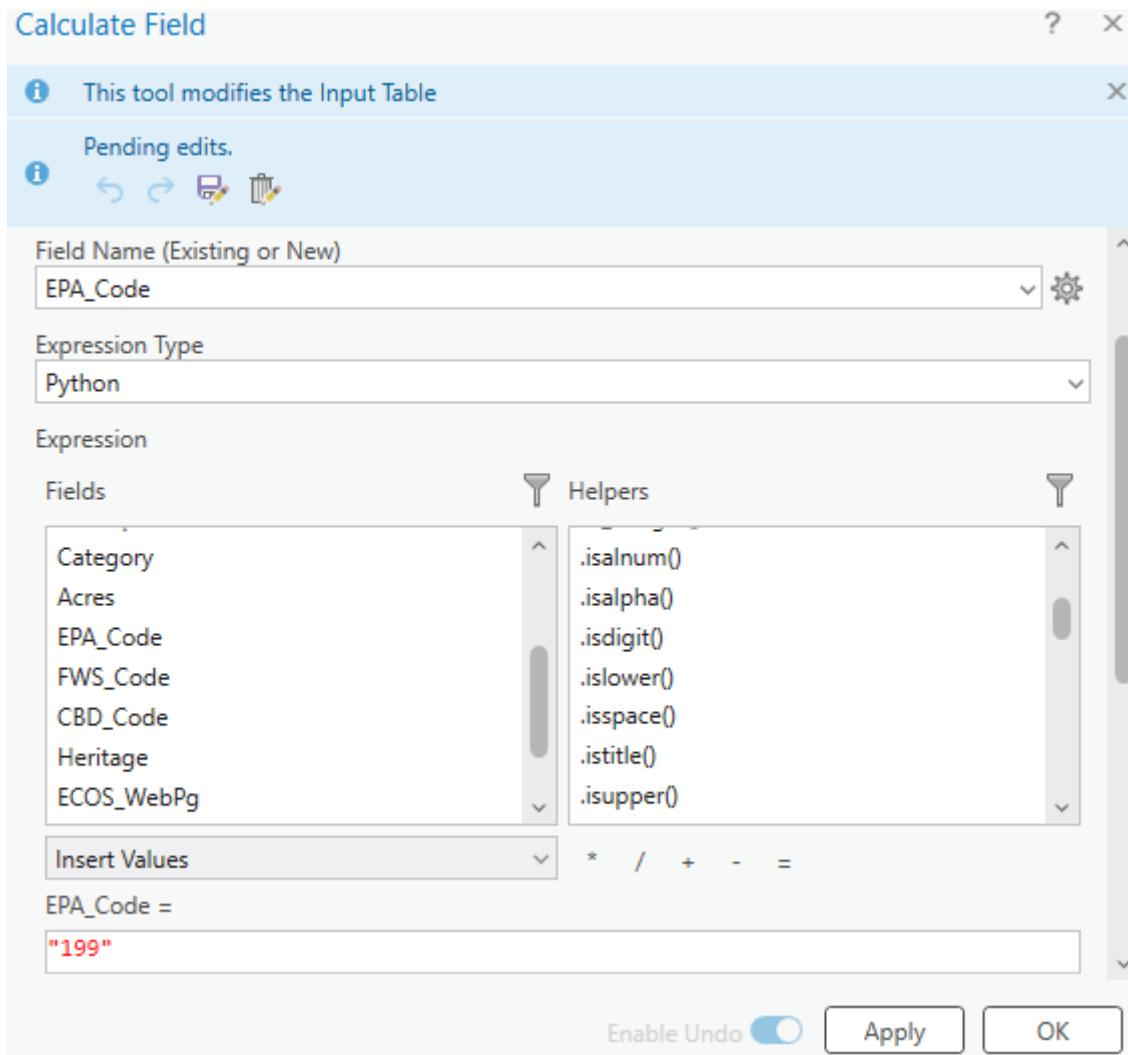 Calculate Field ?
This tool modifies the Input Table
Pending edits.
Field Name (Existing or New)
EPA_Code
Expression Type
Python
Expression
Fields
Helpers
Category
Acres
EPA_Code
FWS_Code
CBD_Code
Heritage
ECOS_WebPg
.isalnum()
.isalpha()
.isdigit()
.islower()
.isspace()
.istitle()
.isupper()
Insert Values
* / + - =
EPA_Code =
"199"
Enable Undo
Apply
OK